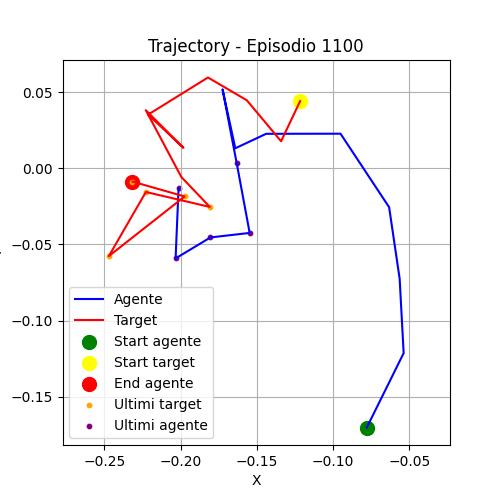 Trajectory - Episodio 1100
0.05
0.00
−0.05
−0.10
−0.15
Agente
Target
Start agente
Start target
End agente
Ultimi target
Ultimi agente
−0.25
−0.20
−0.15
−0.10
−0.05
X